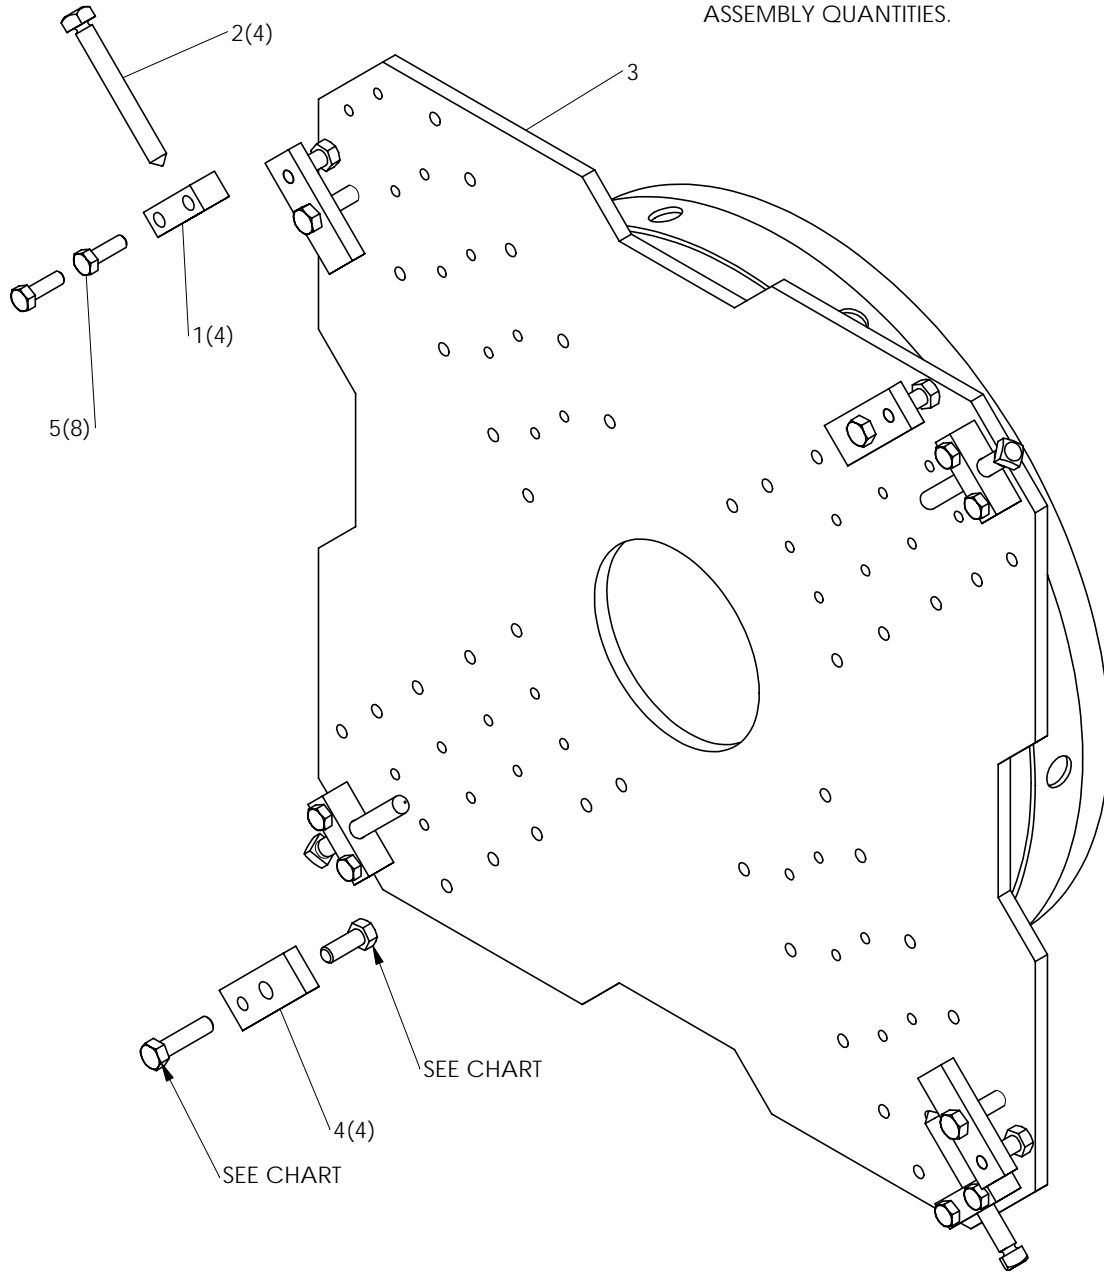 ASSEMBLY QUANTITIES.
2(4)
3
1(4)
5(8)
SEE CHART
4(4)
SEE CHART